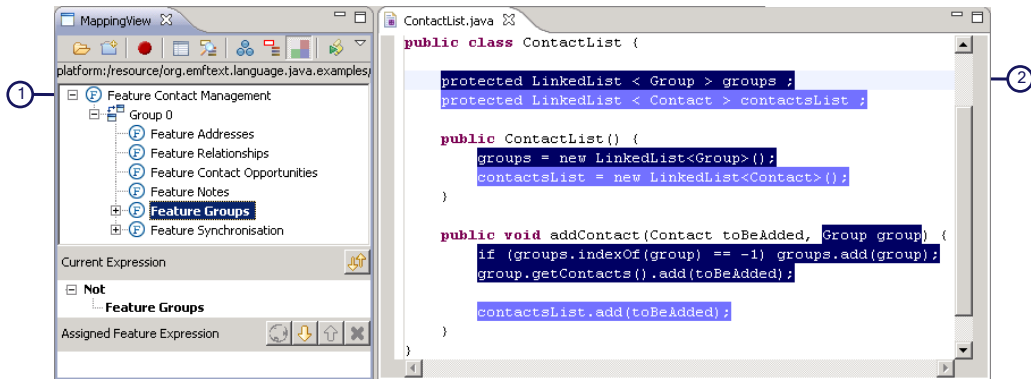 MappingView
platform:/resource/org.emftext.language.java.examples/
1
Feature Contact Management
Group 0
Feature Addresses
Feature Relationships
Feature Contact Opportunities
Feature Notes
Feature Groups
Feature Synchronisation
Current Expression
Not
Feature Groups
Assigned Feature Expression
ContactList.java
2
public class ContactList {
protected LinkedList < Group > groups ;
protected LinkedList < Contact > contactsList ;
public ContactList() {
groups = new LinkedList<Group>();
contactsList = new LinkedList<Contact>();
}
public void addContact(Contact toBeAdded, Group group) {
if (groups.indexOf(group) == -1) groups.add(group);
group.getContacts().add(toBeAdded);
contactsList.add(toBeAdded);
}
}